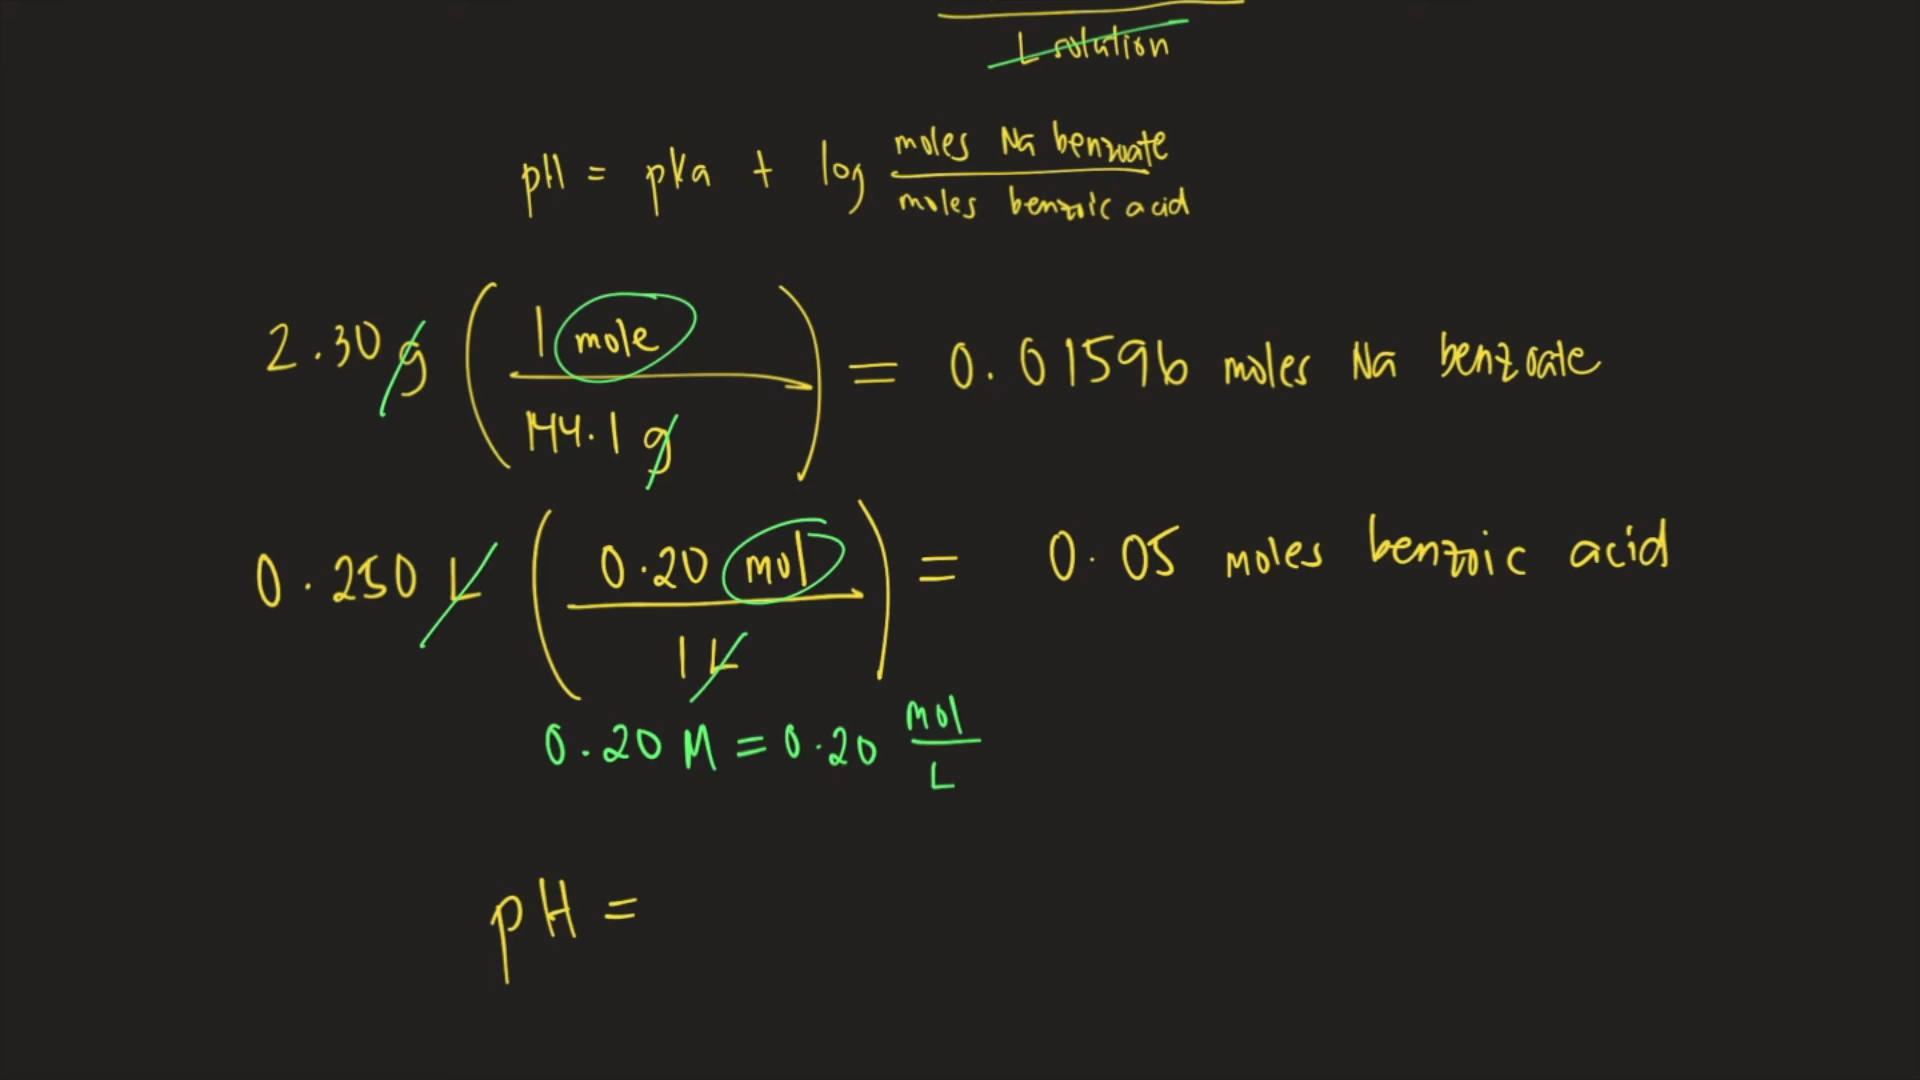 L solution
pH = pKa + log moles Na benzoate / moles benzoic acid
2.30 g ( 1 mole / 144.1 g ) = 0.01596 moles Na benzoate
0.250 L ( 0.20 mol / 1 L ) = 0.05 moles benzoic acid
0.20 M = 0.20 mol / L
pH =